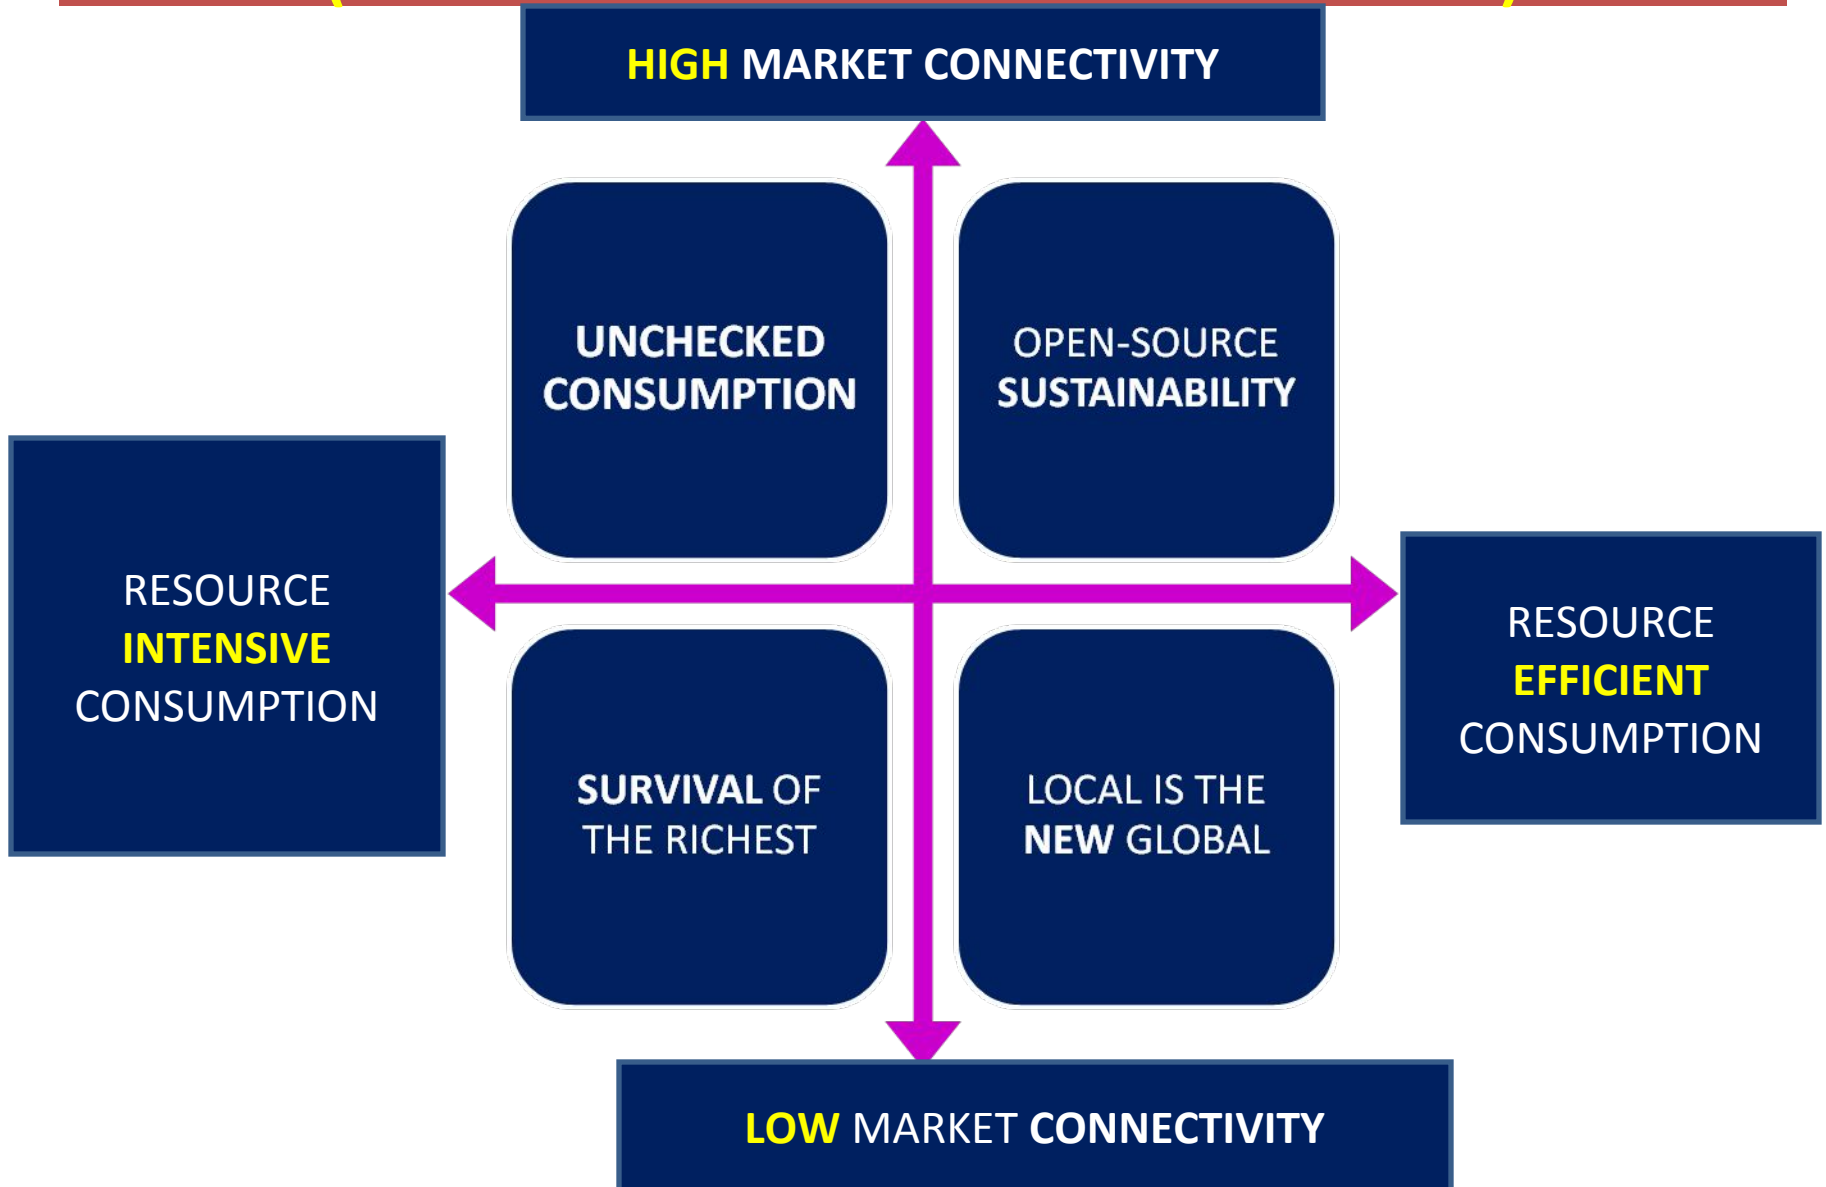 HIGH MARKET CONNECTIVITY
UNCHECKED
CONSUMPTION
OPEN-SOURCE
SUSTAINABILITY
RESOURCE
INTENSIVE
CONSUMPTION
RESOURCE
EFFICIENT
CONSUMPTION
SURVIVAL OF
THE RICHEST
LOCAL IS THE
NEW GLOBAL
LOW MARKET CONNECTIVITY